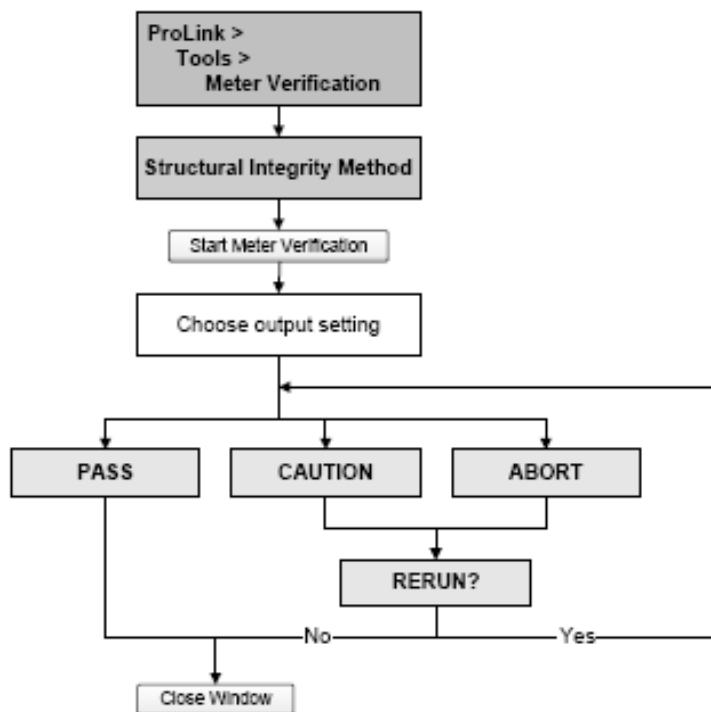 ProLink >
Tools >
Meter Verification
Structural Integrity Method
Start Meter Verification
Choose output setting
PASS
CAUTION
ABORT
RERUN?
No
Yes
Close Window